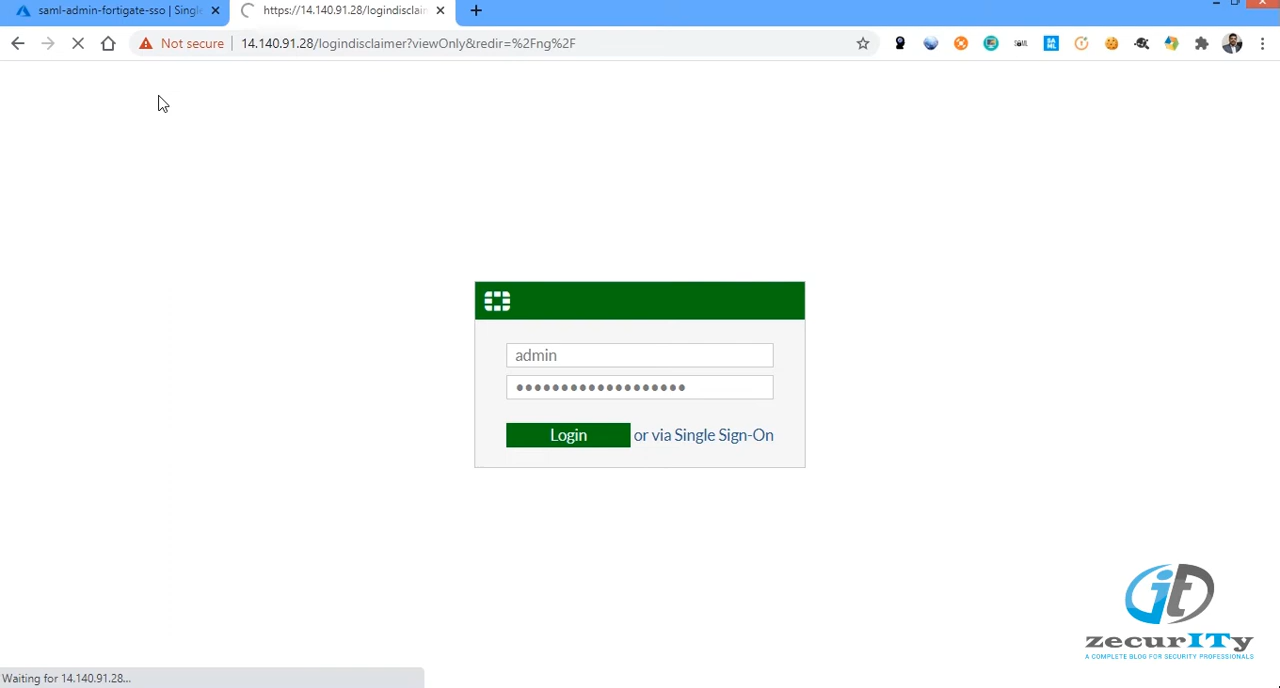 saml-admin-fortigate-sso | Single
https://14.140.91.28/logindisclaim
Not secure
14.140.91.28/logindisclaimer?viewOnly&redir=%2Fng%2F
admin
Login or via Single Sign-On
zecurITy
A COMPLETE BLOG FOR SECURITY PROFESSIONALS
Waiting for 14.140.91.28...